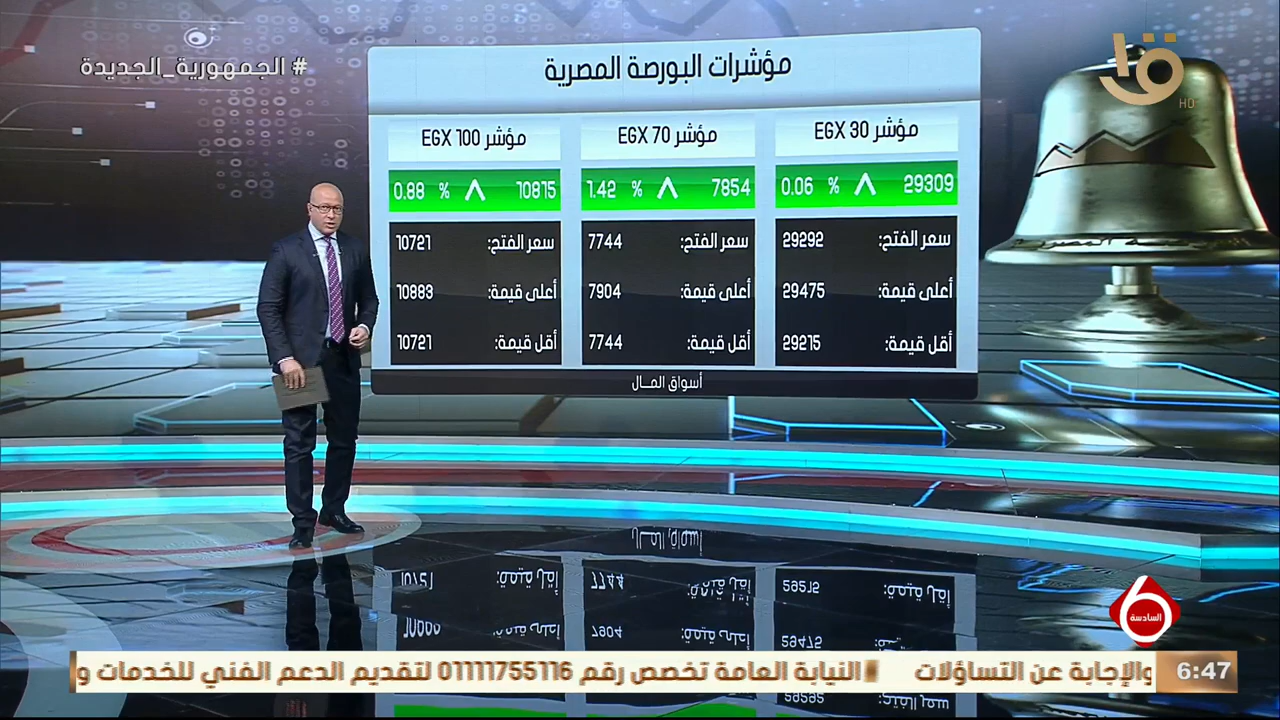 # الجمهورية_الجديدة
HD
مؤشرات البورصة المصرية
مؤشر EGX 30
29309 % 0.06
سعر الفتح: 29292
أعلى قيمة: 29475
أقل قيمة: 29215
مؤشر EGX 70
7854 % 1.42
سعر الفتح: 7744
أعلى قيمة: 7904
أقل قيمة: 7744
مؤشر EGX 100
10815 % 0.88
سعر الفتح: 10721
أعلى قيمة: 10883
أقل قيمة: 10721
أسواق المـال
السادسة
6:47
والإجابة عن التساؤلات النيابة العامة تخصص رقم 01111755116 لتقديم الدعم الفني للخدمات و